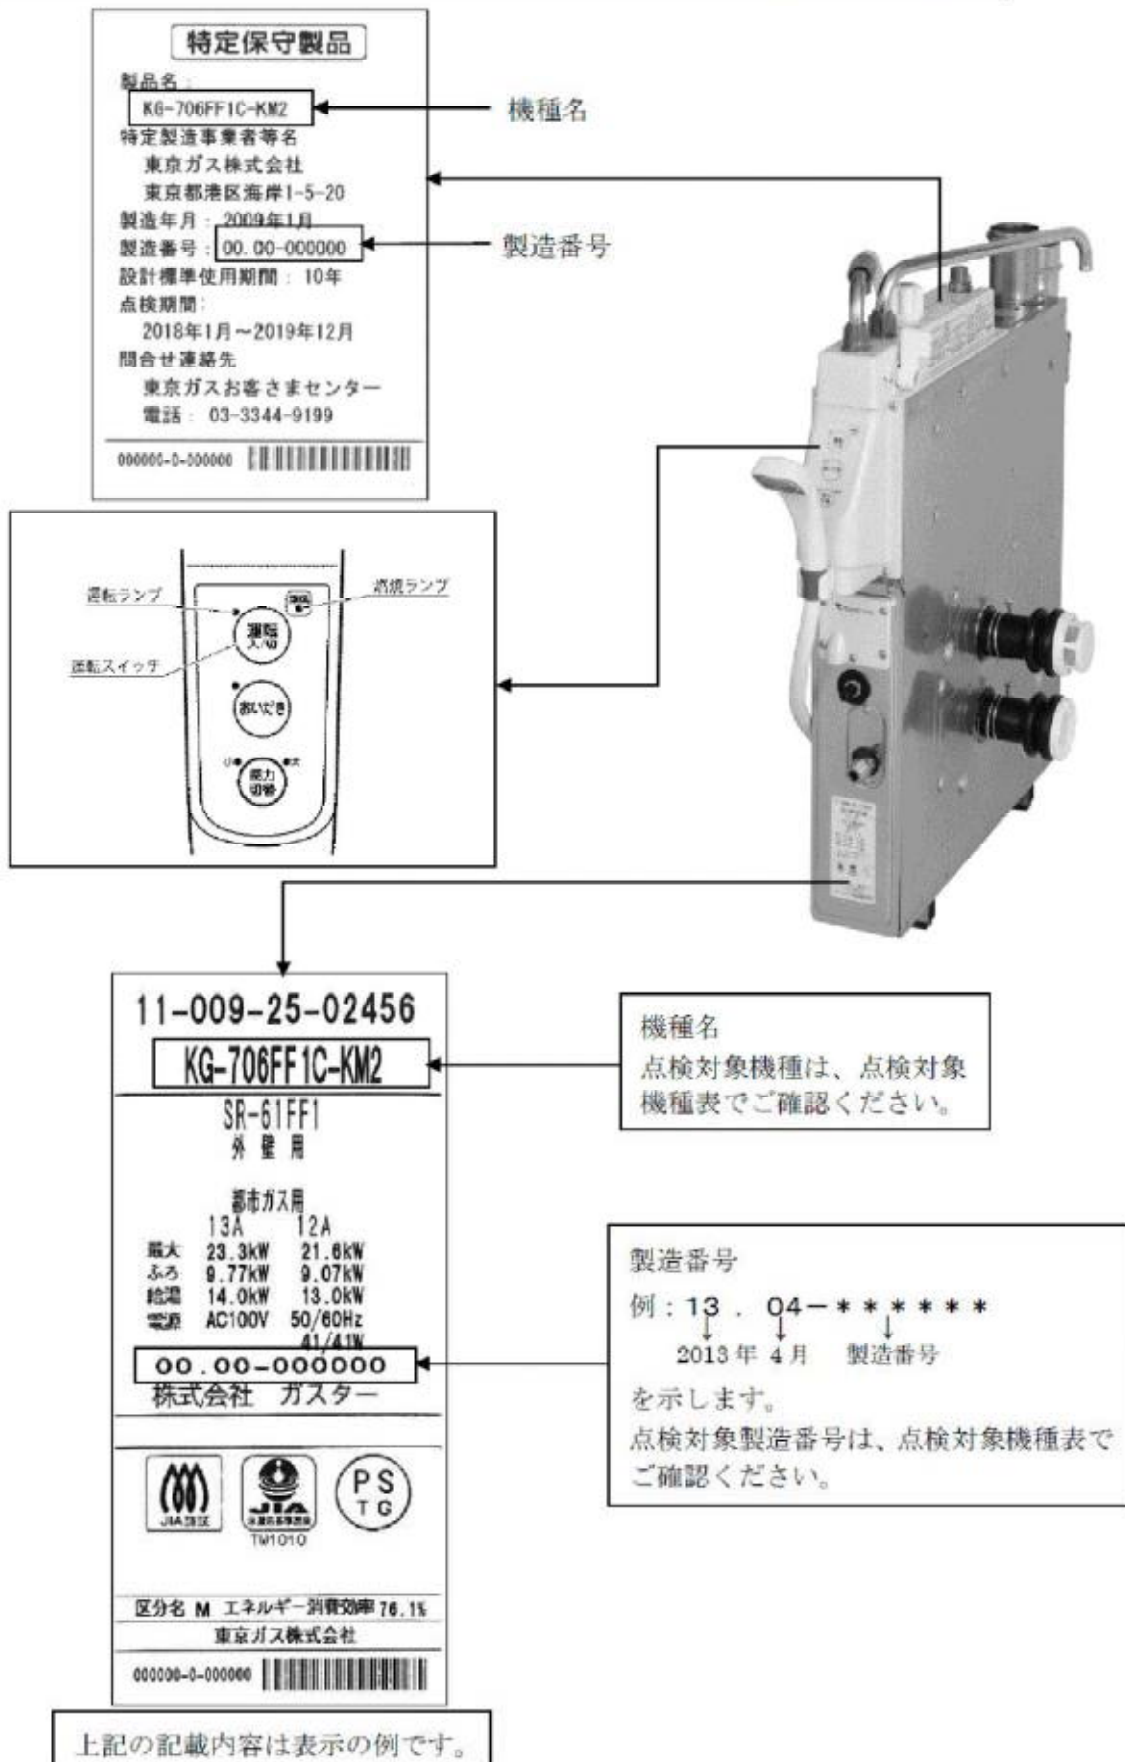 特定保守製品
製品名:
KG-706FF1C-KM2
機種名
特定製造事業者等名
東京ガス株式会社
東京都港区海岸1-5-20
製造年月: 2009年1月
製造番号: 00.00-000000
製造番号
設計標準使用期間: 10年
点検期間:
2018年1月～2019年12月
問合せ連絡先
東京ガスお客さまセンター
電話: 03-3344-9199
000000-0-000000
運転ランプ
燃焼ランプ
運転
入/切
運転スイッチ
おいだき
小 大
能力
切替
11-009-25-02456
KG-706FF1C-KM2
SR-61FF1
外壁用
都市ガス用
13A 12A
最大 23.3kW 21.6kW
ふろ 9.77kW 9.07kW
給湯 14.0kW 13.0kW
電源 AC100V 50/60Hz
41/41W
00.00-000000
株式会社 ガスター
JIA認証
JIA
TW1010
PS
TG
区分名 M エネルギー消費効率 76.1%
東京ガス株式会社
000000-0-000000
機種名
点検対象機種は、点検対象
機種表でご確認ください。
製造番号
例:13.04-******
2013年 4月 製造番号
を示します。
点検対象製造番号は、点検対象機種表で
ご確認ください。
上記の記載内容は表示の例です。